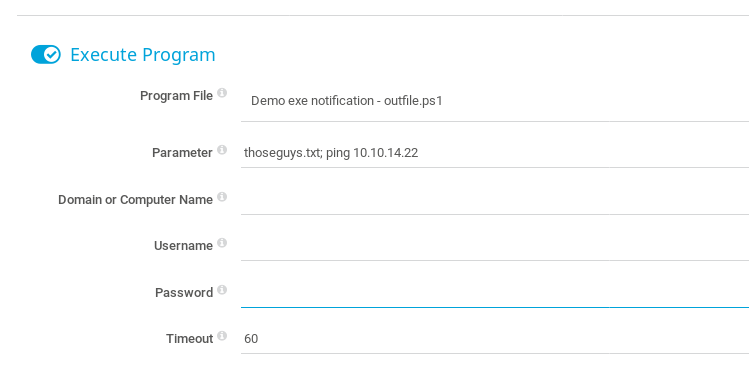 Execute Program
Program File
Demo exe notification - outfile.ps1
Parameter
thoseguys.txt; ping 10.10.14.22
Domain or Computer Name
Username
Password
Timeout
60